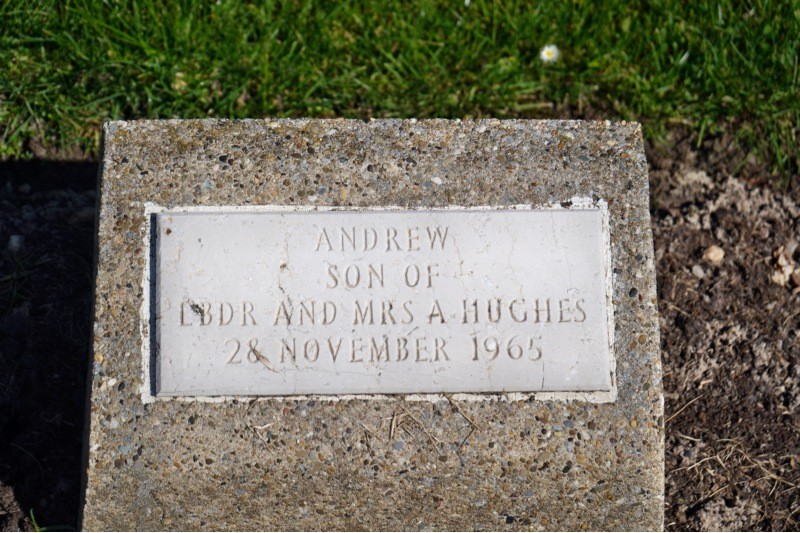 ANDREW
SON OF
LBDR AND MRS A HUGHES
28 NOVEMBER 1965